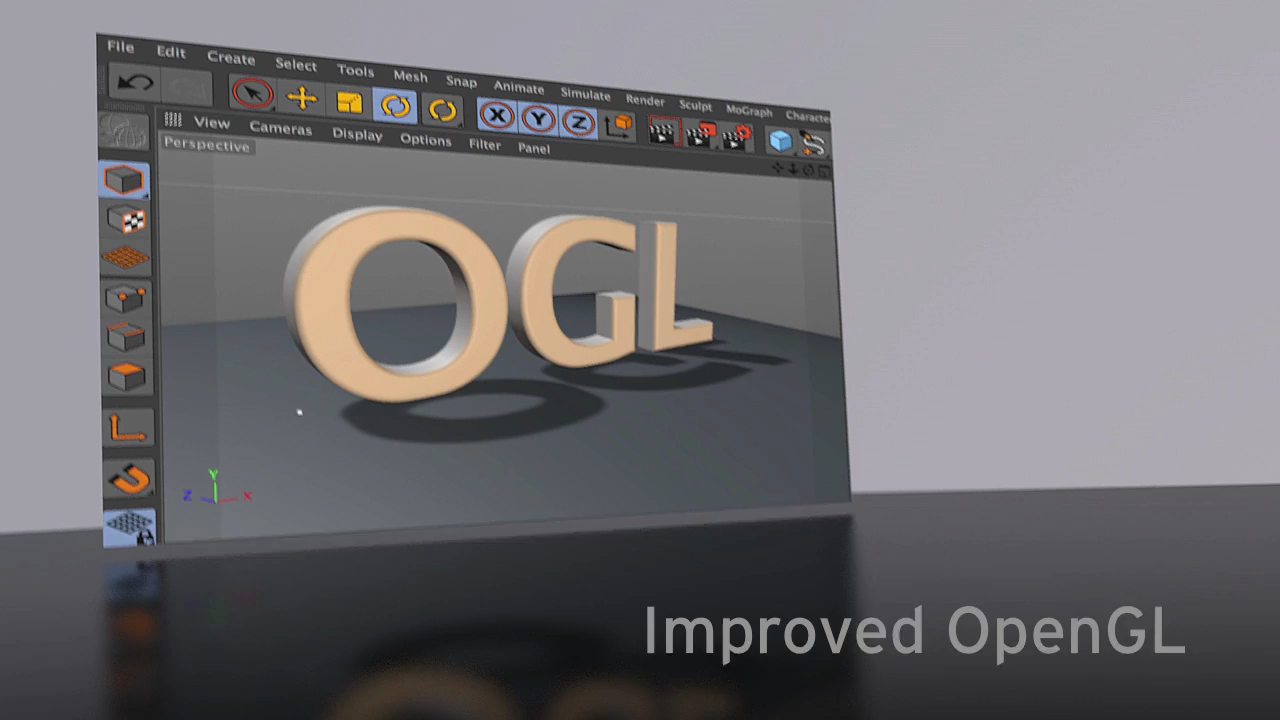 File Edit Create Select Tools Mesh Snap Animate Simulate Render Sculpt MoGraph Characte
X Y Z
View Cameras Display Options Filter Panel
Perspective
OGL
Y
Z X
Improved OpenGL